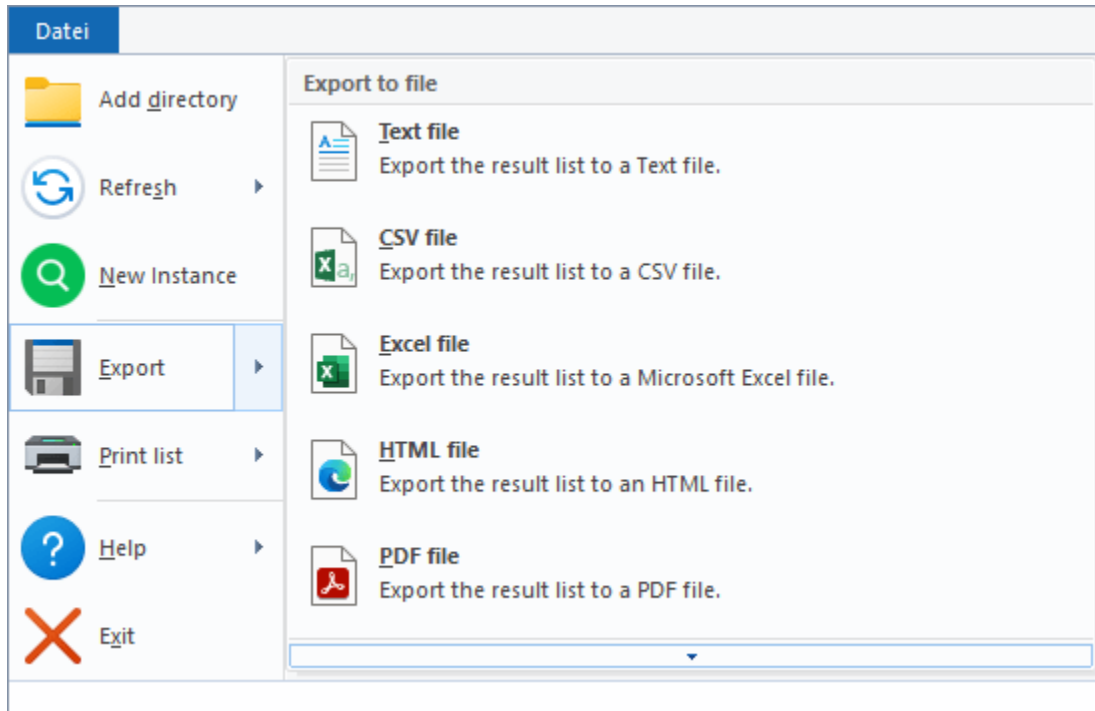 Datei
Add directory
Refresh
New Instance
Export
Print list
Help
Exit
Export to file
Text file
Export the result list to a Text file.
CSV file
Export the result list to a CSV file.
Excel file
Export the result list to a Microsoft Excel file.
HTML file
Export the result list to an HTML file.
PDF file
Export the result list to a PDF file.